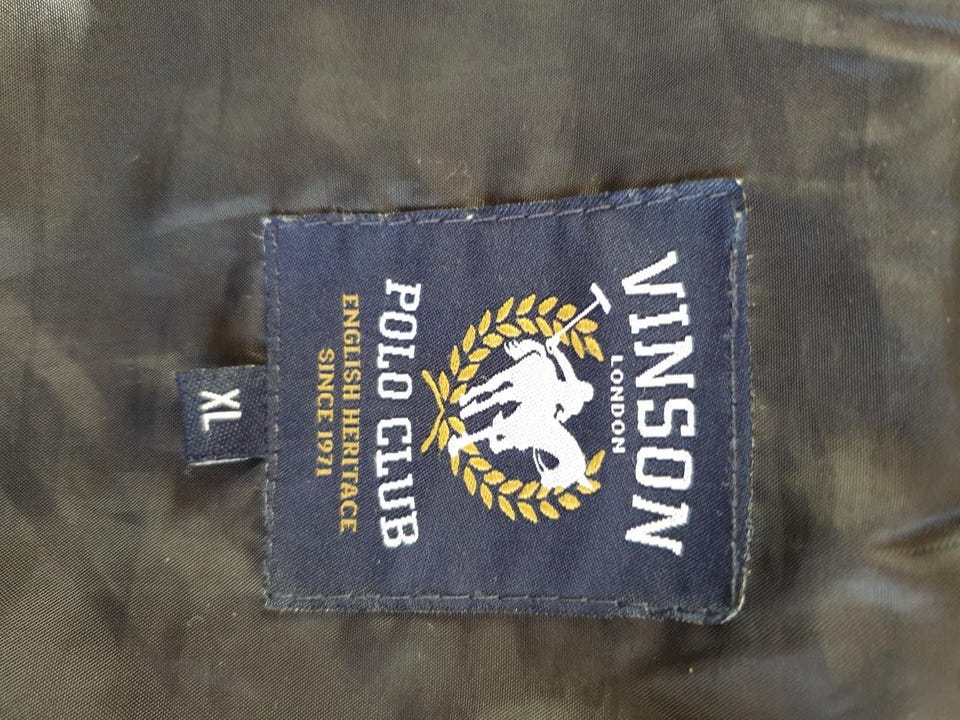 VINSON
LONDON
POLO CLUB
ENGLISH HERITAGE
SINCE 1971
XL